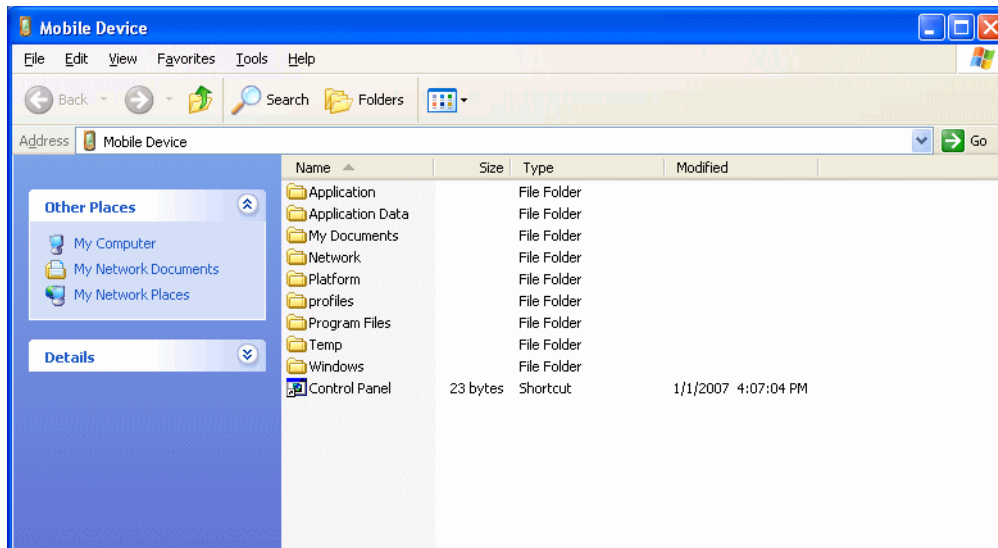 Mobile Device
File Edit View Favorites Tools Help
Back Search Folders
Address Mobile Device Go
Name Size Type Modified
Other Places
My Computer
My Network Documents
My Network Places
Details
Application File Folder
Application Data File Folder
My Documents File Folder
Network File Folder
Platform File Folder
profiles File Folder
Program Files File Folder
Temp File Folder
Windows File Folder
Control Panel 23 bytes Shortcut 1/1/2007 4:07:04 PM